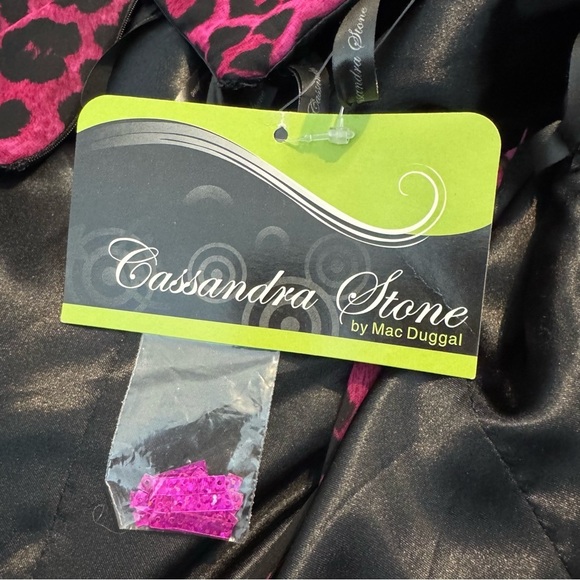 Cassandra Stone
by Mac Duggal